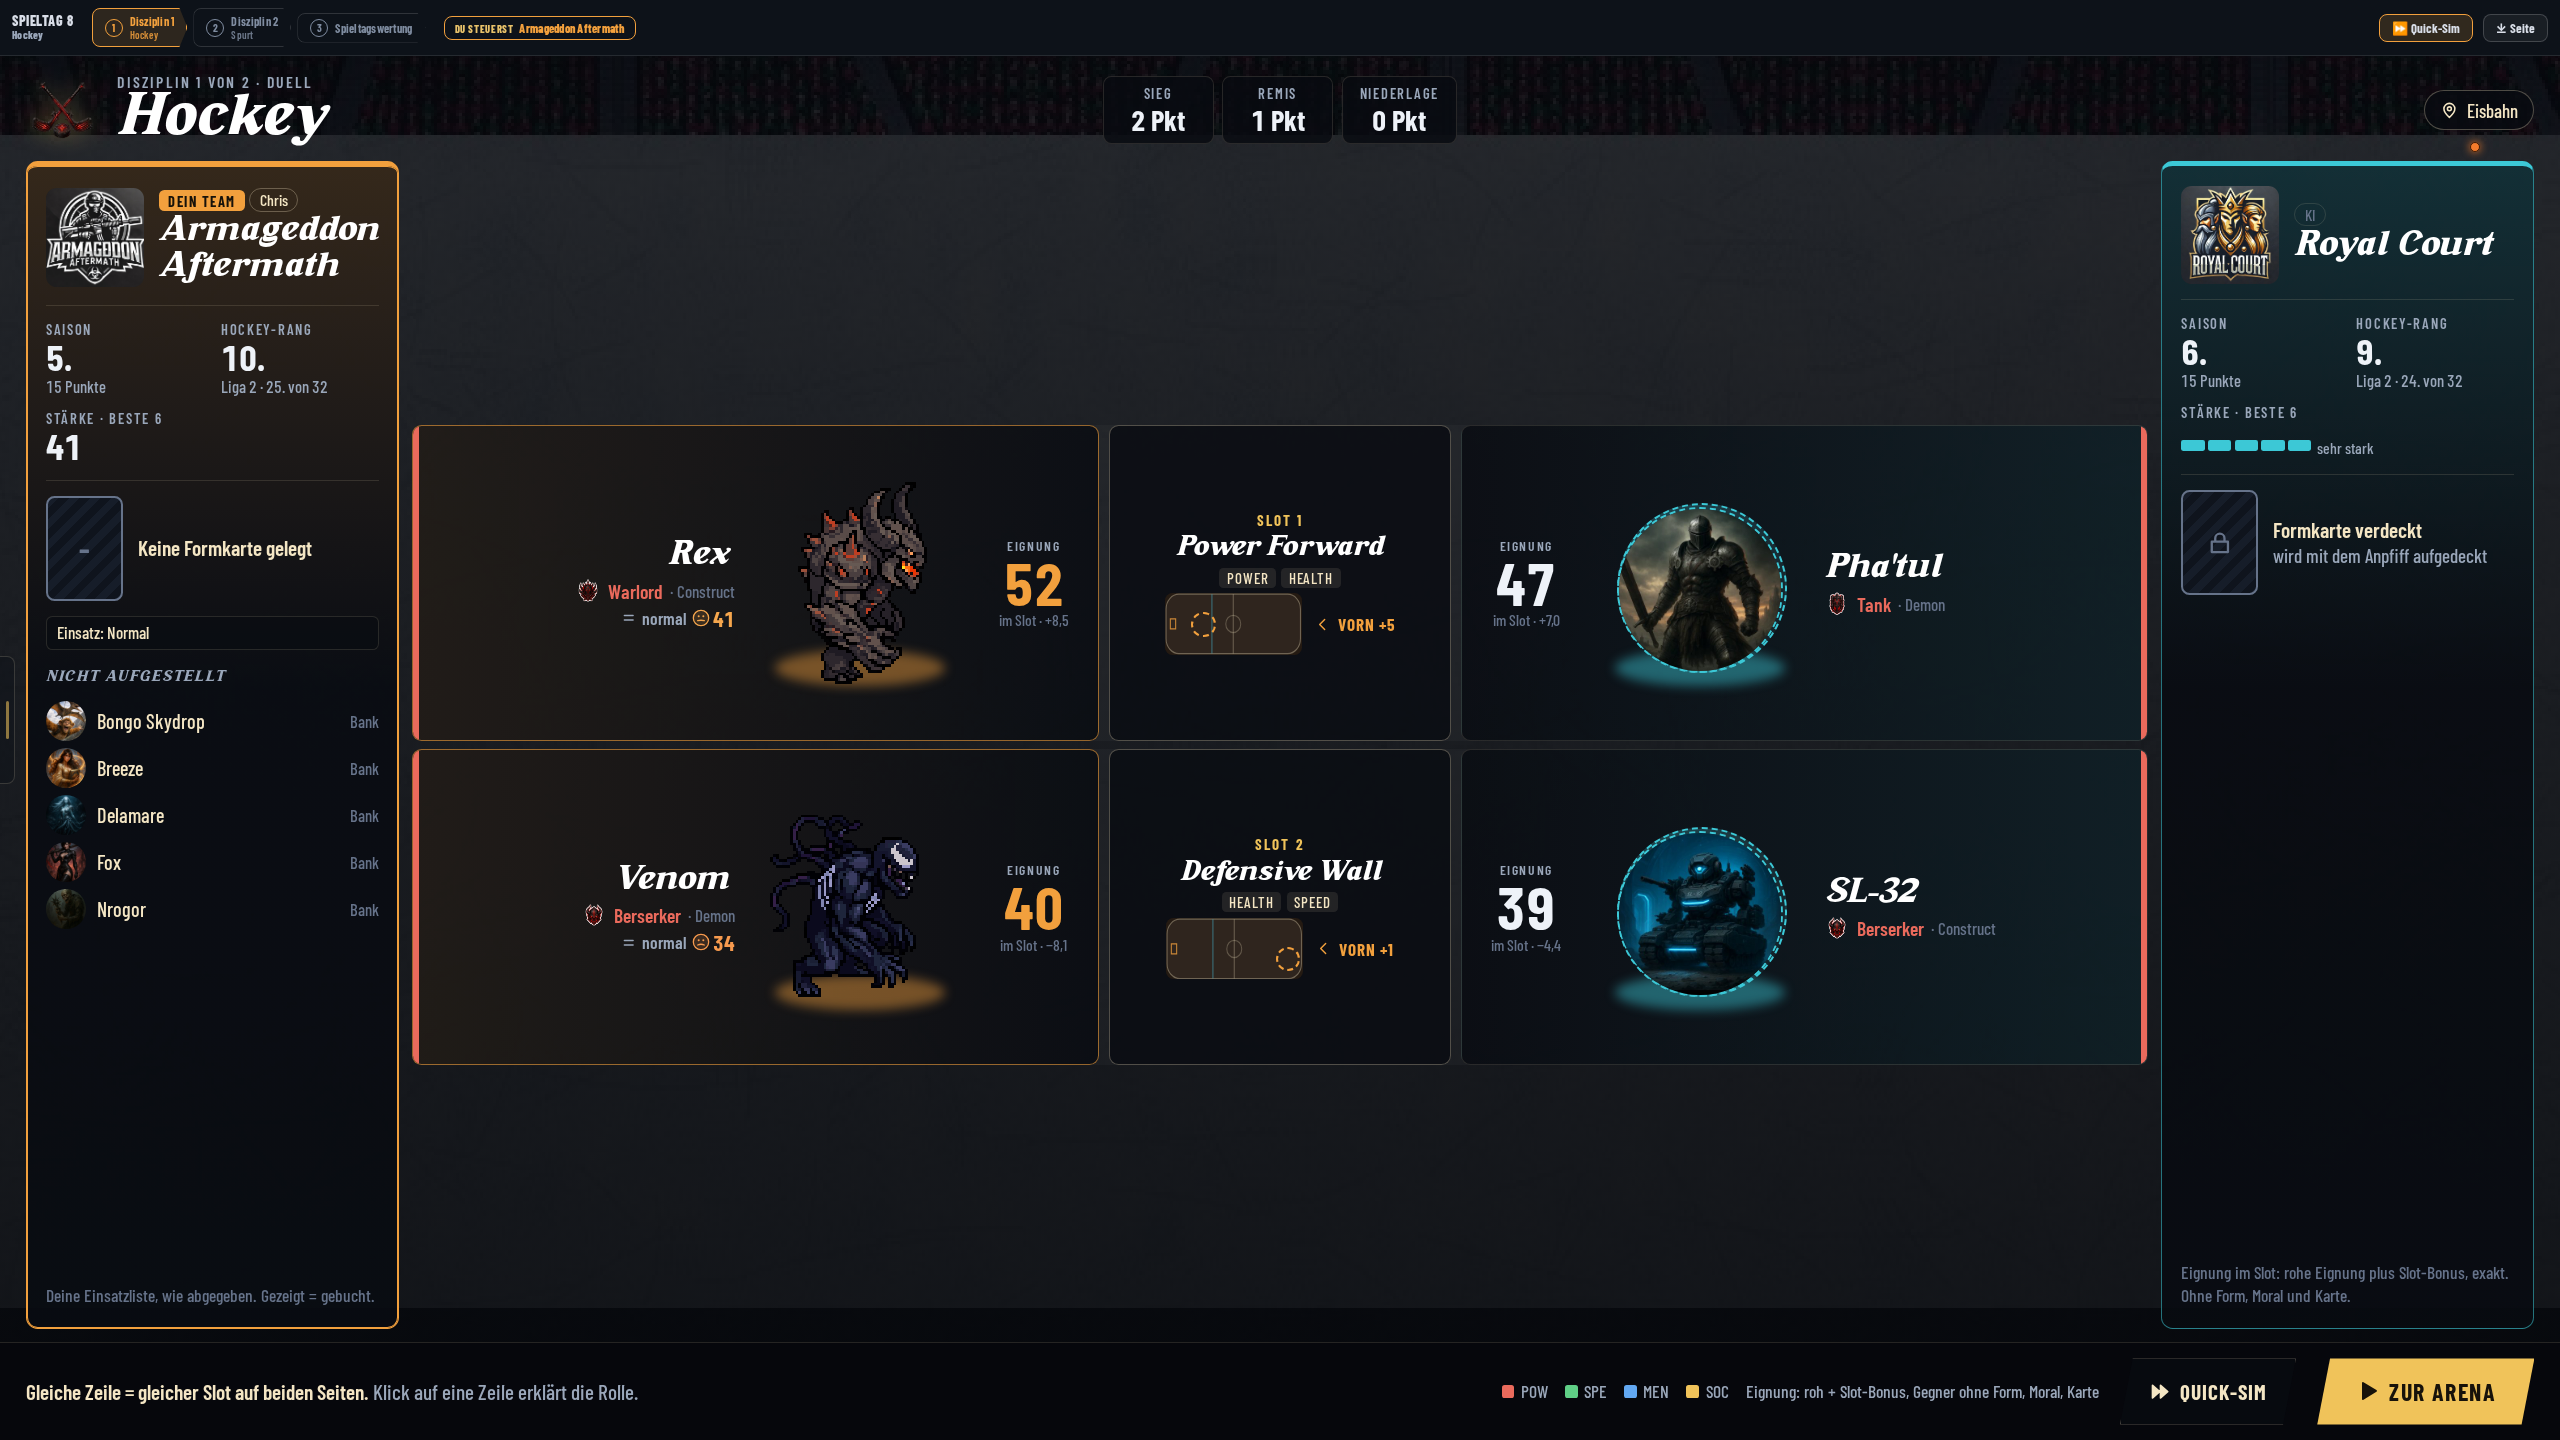 SPIELTAG 8
Hockey
1 Disziplin 1
Hockey
2 Disziplin 2
Spurt
3 Spieltagswertung
DU STEUERST Armageddon Aftermath
Quick-Sim
Seite
DISZIPLIN 1 VON 2 · DUELL
Hockey
SIEG
2 Pkt
REMIS
1 Pkt
NIEDERLAGE
0 Pkt
Eisbahn
ARMAGEDDON
AFTERMATH
DEIN TEAM Chris
Armageddon
Aftermath
SAISON HOCKEY-RANG
5. 10.
15 Punkte Liga 2 · 25. von 32
STÄRKE · BESTE 6
41
- Keine Formkarte gelegt
Einsatz: Normal
NICHT AUFGESTELLT
Bongo Skydrop Bank
Breeze Bank
Delamare Bank
Fox Bank
Nrogor Bank
Deine Einsatzliste, wie abgegeben. Gezeigt = gebucht.
Rex
Warlord · Construct
= normal 41
EIGNUNG
52
im Slot · +8,5
SLOT 1
Power Forward
POWER HEALTH
< VORN +5
EIGNUNG
47
im Slot · +7,0
Pha'tul
Tank · Demon
Venom
Berserker · Demon
= normal 34
EIGNUNG
40
im Slot · −8,1
SLOT 2
Defensive Wall
HEALTH SPEED
< VORN +1
EIGNUNG
39
im Slot · −4,4
SL-32
Berserker · Construct
ROYAL COURT
KI
Royal Court
SAISON HOCKEY-RANG
6. 9.
15 Punkte Liga 2 · 24. von 32
STÄRKE · BESTE 6
sehr stark
Formkarte verdeckt
wird mit dem Anpfiff aufgedeckt
Eignung im Slot: rohe Eignung plus Slot-Bonus, exakt.
Ohne Form, Moral und Karte.
Gleiche Zeile = gleicher Slot auf beiden Seiten. Klick auf eine Zeile erklärt die Rolle.
POW SPE MEN SOC Eignung: roh + Slot-Bonus, Gegner ohne Form, Moral, Karte
QUICK-SIM
ZUR ARENA